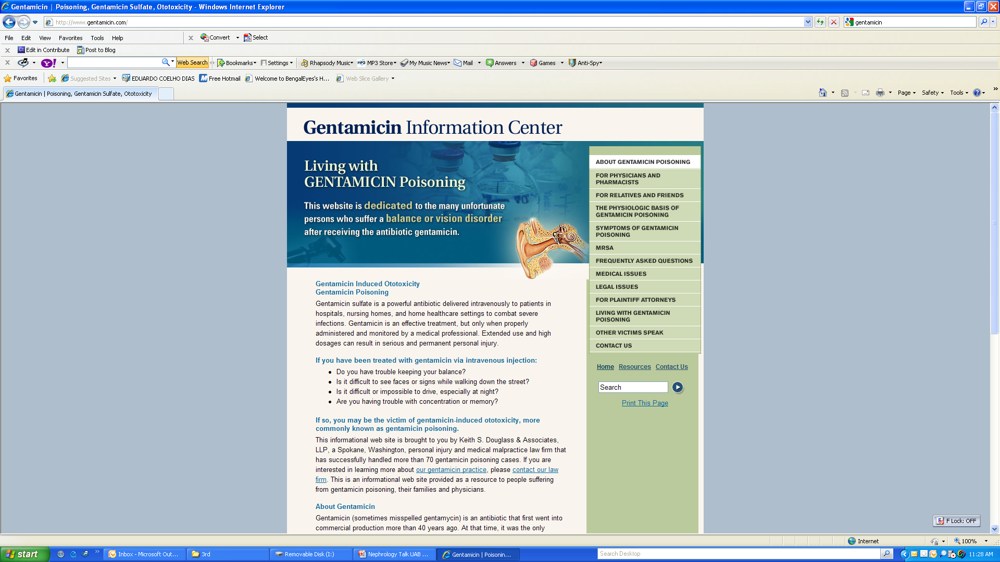 Gentamicin | Poisoning, Gentamicin Sulfate, Ototoxicity - Windows Internet Explorer
http://www.gentamicin.com/
gentamicin
File Edit View Favorites Tools Help
Convert Select
Edit in Contribute Post to Blog
Web Search Bookmarks Settings Rhapsody Music MP3 Store My Music News Mail Answers Games Anti-Spy
Favorites Suggested Sites EDUARDO COELHO DIAS Free Hotmail Welcome to BengalEyes's H... Web Slice Gallery
Gentamicin | Poisoning, Gentamicin Sulfate, Ototoxicity
Page Safety Tools
Gentamicin Information Center
Living with
GENTAMICIN Poisoning
This website is dedicated to the many unfortunate
persons who suffer a balance or vision disorder
after receiving the antibiotic gentamicin.
ABOUT GENTAMICIN POISONING
FOR PHYSICIANS AND
PHARMACISTS
FOR RELATIVES AND FRIENDS
THE PHYSIOLOGIC BASIS OF
GENTAMICIN POISONING
SYMPTOMS OF GENTAMICIN
POISONING
MRSA
FREQUENTLY ASKED QUESTIONS
MEDICAL ISSUES
LEGAL ISSUES
FOR PLAINTIFF ATTORNEYS
LIVING WITH GENTAMICIN
POISONING
OTHER VICTIMS SPEAK
CONTACT US
Home Resources Contact Us
Search
Print This Page
Gentamicin Induced Ototoxicity
Gentamicin Poisoning
Gentamicin sulfate is a powerful antibiotic delivered intravenously to patients in
hospitals, nursing homes, and home healthcare settings to combat severe
infections. Gentamicin is an effective treatment, but only when properly
administered and monitored by a medical professional. Extended use and high
dosages can result in serious and permanent personal injury.
If you have been treated with gentamicin via intravenous injection:
• Do you have trouble keeping your balance?
• Is it difficult to see faces or signs while walking down the street?
• Is it difficult or impossible to drive, especially at night?
• Are you having trouble with concentration or memory?
If so, you may be the victim of gentamicin-induced ototoxicity, more
commonly known as gentamicin poisoning.
This informational web site is brought to you by Keith S. Douglass & Associates,
LLP, a Spokane, Washington, personal injury and medical malpractice law firm that
has successfully handled more than 70 gentamicin poisoning cases. If you are
interested in learning more about our gentamicin practice, please contact our law
firm. This is an informational web site provided as a resource to people suffering
from gentamicin poisoning, their families and physicians.
About Gentamicin
Gentamicin (sometimes misspelled gentamycin) is an antibiotic that first went into
commercial production more than 40 years ago. At that time, it was the only
F Lock: OFF
Internet 100%
start Inbox - Microsoft Out... 3rd Removable Disk (I:) Nephrology Talk UAB ... Gentamicin | Poisonin... Search Desktop 11:28 AM